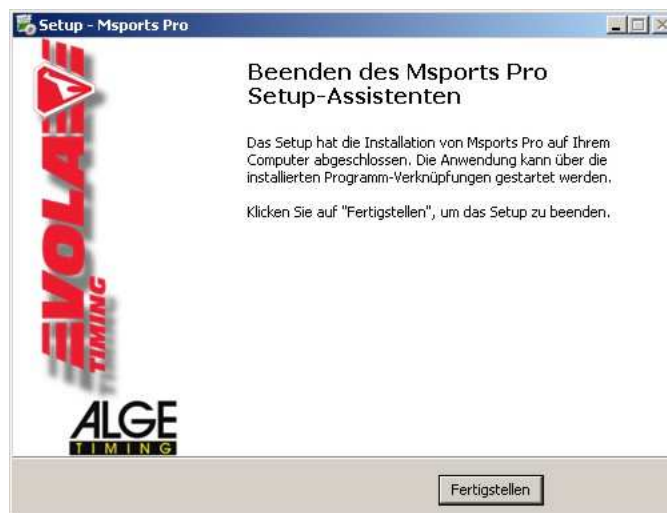 Setup - Msports Pro
VOLA
TIMING
ALGE
TIMING
Beenden des Msports Pro
Setup-Assistenten
Das Setup hat die Installation von Msports Pro auf Ihrem
Computer abgeschlossen. Die Anwendung kann über die
installierten Programm-Verknüpfungen gestartet werden.
Klicken Sie auf "Fertigstellen", um das Setup zu beenden.
Fertigstellen